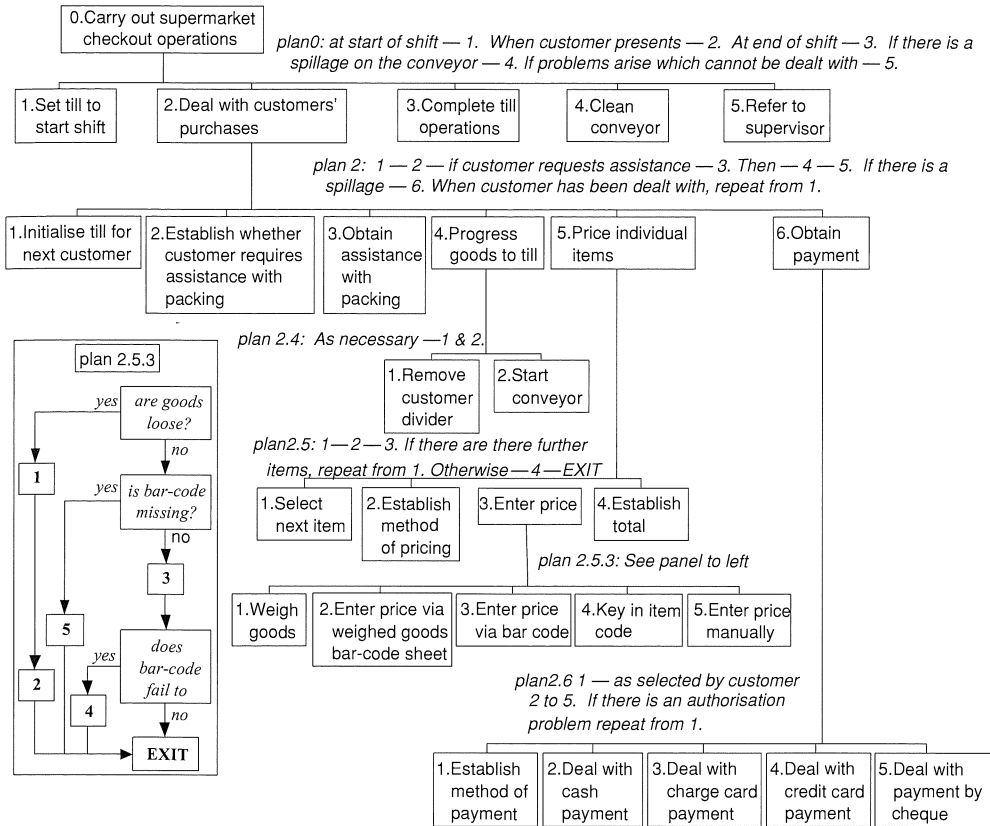 0.Carry out supermarket
checkout operations
plan0: at start of shift — 1. When customer presents — 2. At end of shift — 3. If there is a
spillage on the conveyor — 4. If problems arise which cannot be dealt with — 5.
1.Set till to
start shift
2.Deal with customers'
purchases
3.Complete till
operations
4.Clean
conveyor
5.Refer to
supervisor
plan 2: 1 — 2 — if customer requests assistance — 3. Then — 4 — 5. If there is a
spillage — 6. When customer has been dealt with, repeat from 1.
1.Initialise till for
next customer
2.Establish whether
customer requires
assistance with
packing
3.Obtain
assistance
with
packing
4.Progress
goods to till
5.Price individual
items
6.Obtain
payment
plan 2.4: As necessary —1 & 2.
1.Remove
customer
divider
2.Start
conveyor
plan2.5: 1— 2 — 3. If there are there further
items, repeat from 1. Otherwise — 4 — EXIT
1.Select
next item
2.Establish
method
of pricing
3.Enter price
4.Establish
total
plan 2.5.3: See panel to left
1.Weigh
goods
2.Enter price via
weighed goods
bar-code sheet
3.Enter price
via bar code
4.Key in item
code
5.Enter price
manually
plan2.6 1 — as selected by customer
2 to 5. If there is an authorisation
problem repeat from 1.
1.Establish
method of
payment
2.Deal with
cash
payment
3.Deal with
charge card
payment
4.Deal with
credit card
payment
5.Deal with
payment by
cheque
plan 2.5.3
yes
are goods
loose?
no
1
yes
is bar-code
missing?
no
3
5
yes
does
bar-code
fail to
2
4
no
EXIT